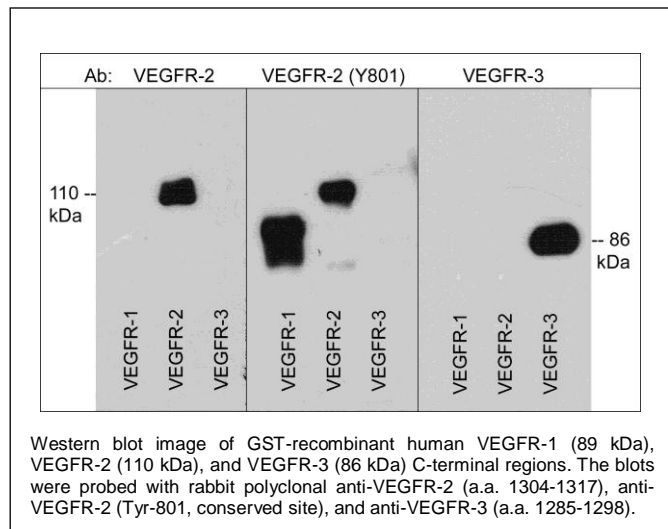 Ab: VEGFR-2 VEGFR-2 (Y801) VEGFR-3
110 --
kDa
-- 86
kDa
VEGFR-1
VEGFR-2
VEGFR-3
VEGFR-1
VEGFR-2
VEGFR-3
VEGFR-1
VEGFR-2
VEGFR-3
Western blot image of GST-recombinant human VEGFR-1 (89 kDa),
VEGFR-2 (110 kDa), and VEGFR-3 (86 kDa) C-terminal regions. The blots
were probed with rabbit polyclonal anti-VEGFR-2 (a.a. 1304-1317), anti-
VEGFR-2 (Tyr-801, conserved site), and anti-VEGFR-3 (a.a. 1285-1298).